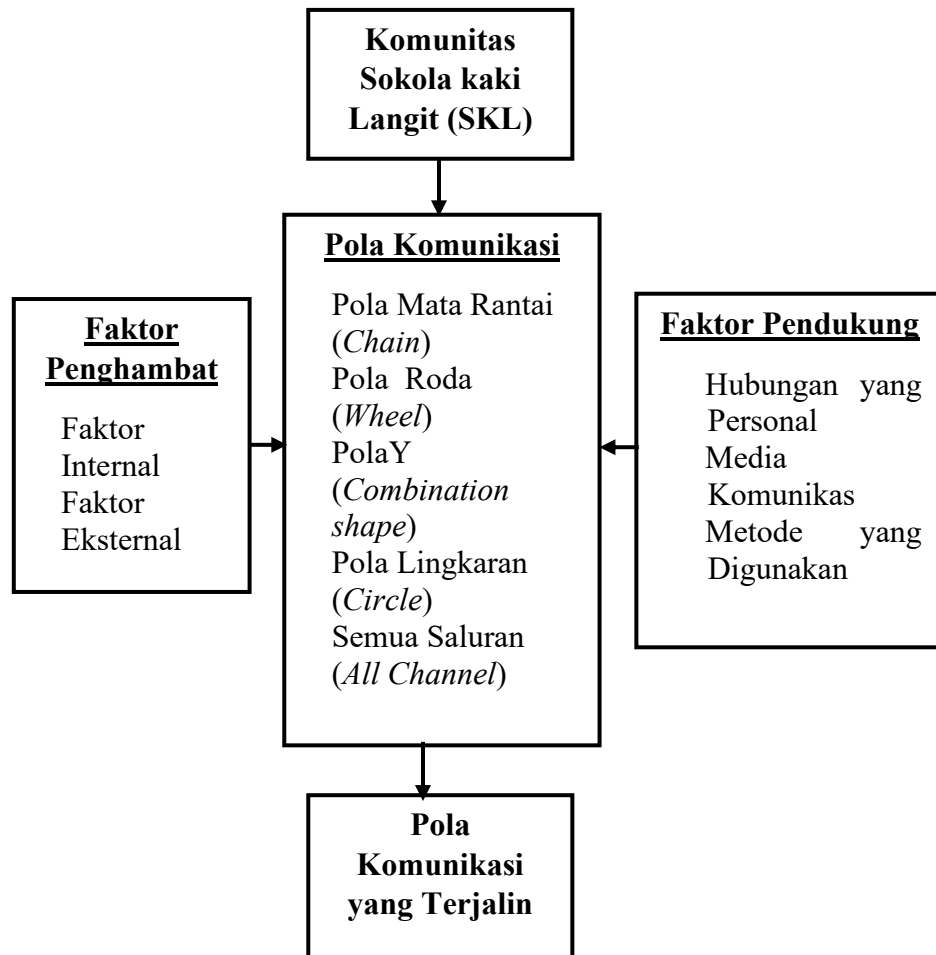 Komunitas
Sokola kaki
Langit (SKL)
Pola Komunikasi
Pola Mata Rantai
(Chain)
Pola Roda
(Wheel)
PolaY
(Combination
shape)
Pola Lingkaran
(Circle)
Semua Saluran
(All Channel)
Faktor
Penghambat
Faktor
Internal
Faktor
Eksternal
Faktor Pendukung
Hubungan yang
Personal
Media
Komunikas
Metode yang
Digunakan
Pola
Komunikasi
yang Terjalin